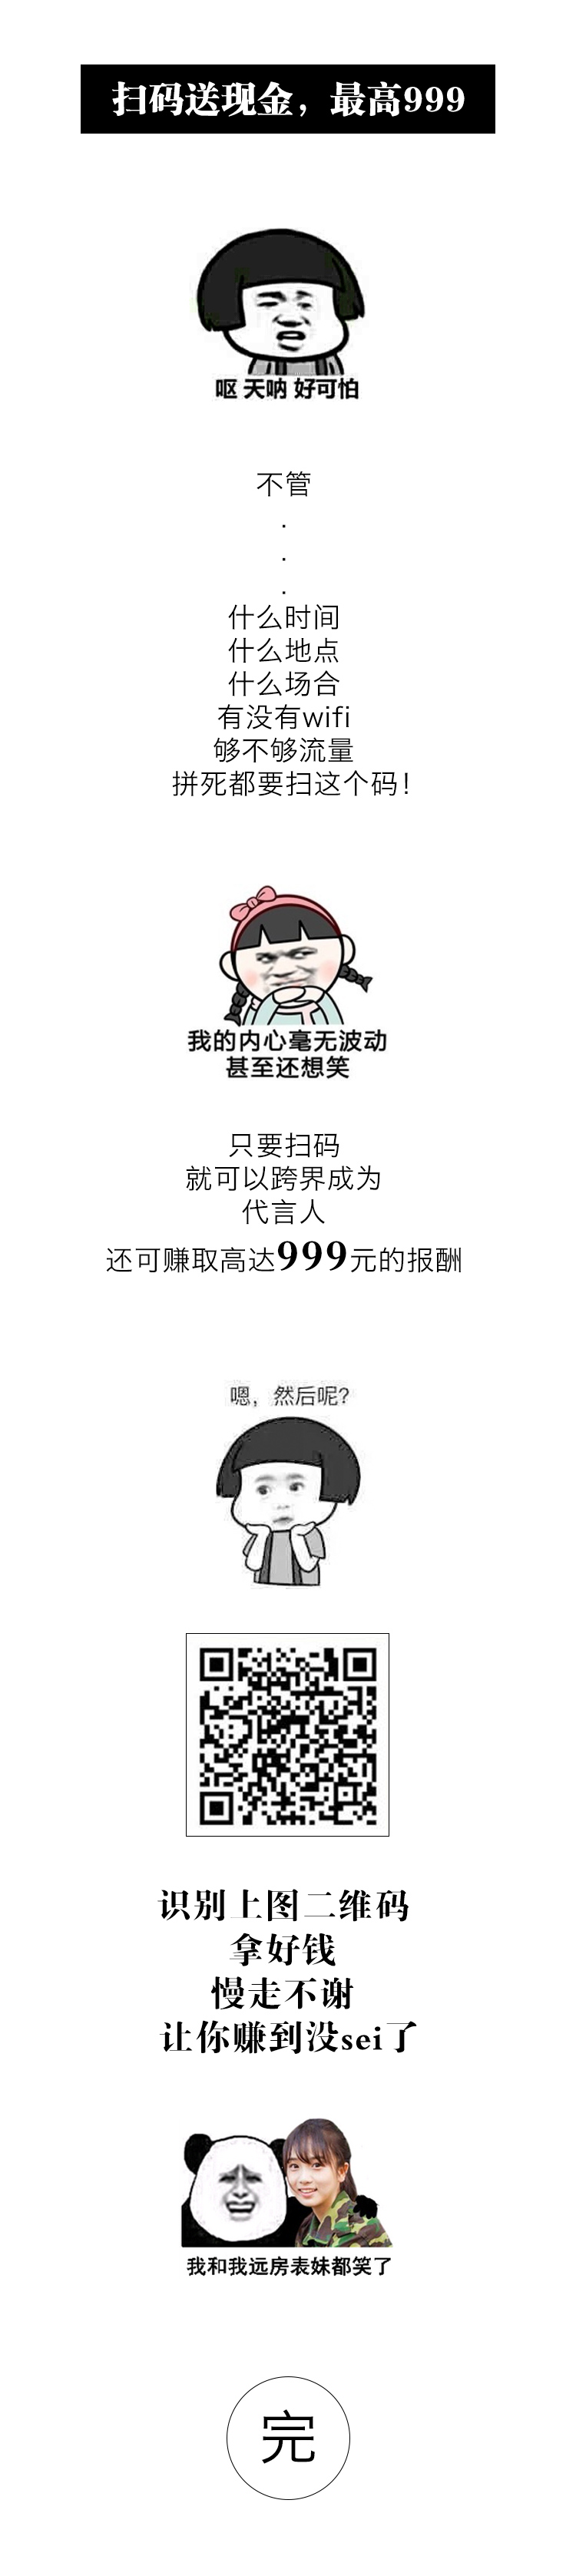 扫码送现金，最高999
呕 天呐 好可怕
不管
.
.
.
什么时间
什么地点
什么场合
有没有wifi
够不够流量
拼死都要扫这个码！
我的内心毫无波动
甚至还想笑
只要扫码
就可以跨界成为
代言人
还可赚取高达999元的报酬
嗯，然后呢？
识别上图二维码
拿好钱
慢走不谢
让你赚到没sei了
我和我远房表妹都笑了
完